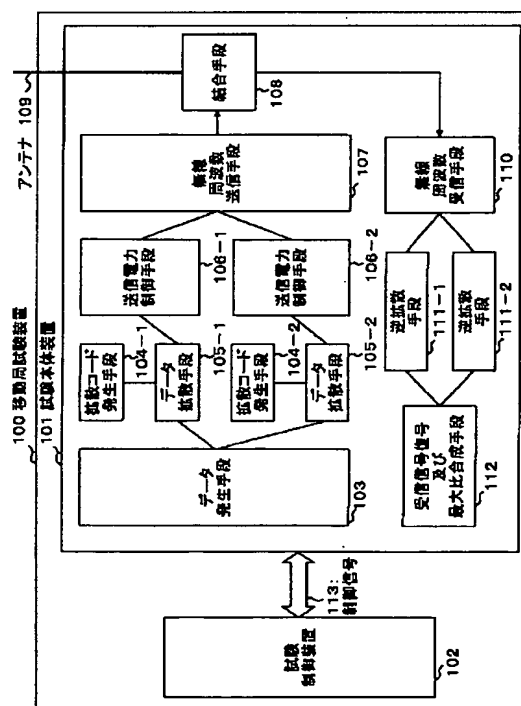 100 移動局試験装置
101 試験本体装置
アンテナ 109
結合手段
108
無線
周波数
送信手段
107
無線
周波数
受信手段
110
送信電力
制御手段
106-1
送信電力
制御手段
106-2
拡散コード
発生手段
104-1
データ
拡散手段
105-1
拡散コード
発生手段
104-2
データ
拡散手段
105-2
逆拡散
手段
111-1
逆拡散
手段
111-2
データ
発生手段
103
受信信号復号
及び
最大比合成手段
112
113:
制御信号
試験
制御装置
102